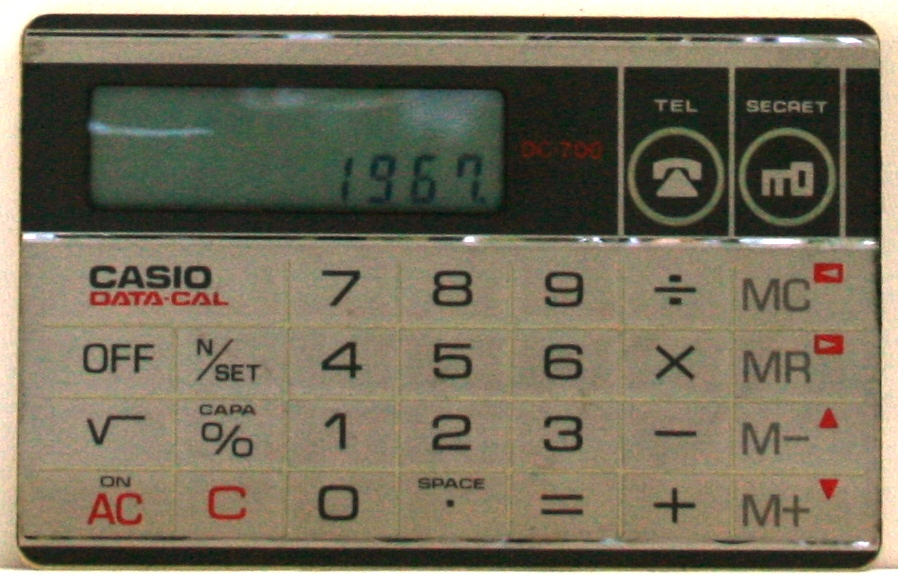 TEL SECRET
DC-700
1967.
CASIO 7 8 9 ÷ MC
DATA-CAL
OFF N/SET 4 5 6 × MR
CAPA
√ % 1 2 3 − M−
ON SPACE
AC C 0 · = + M+